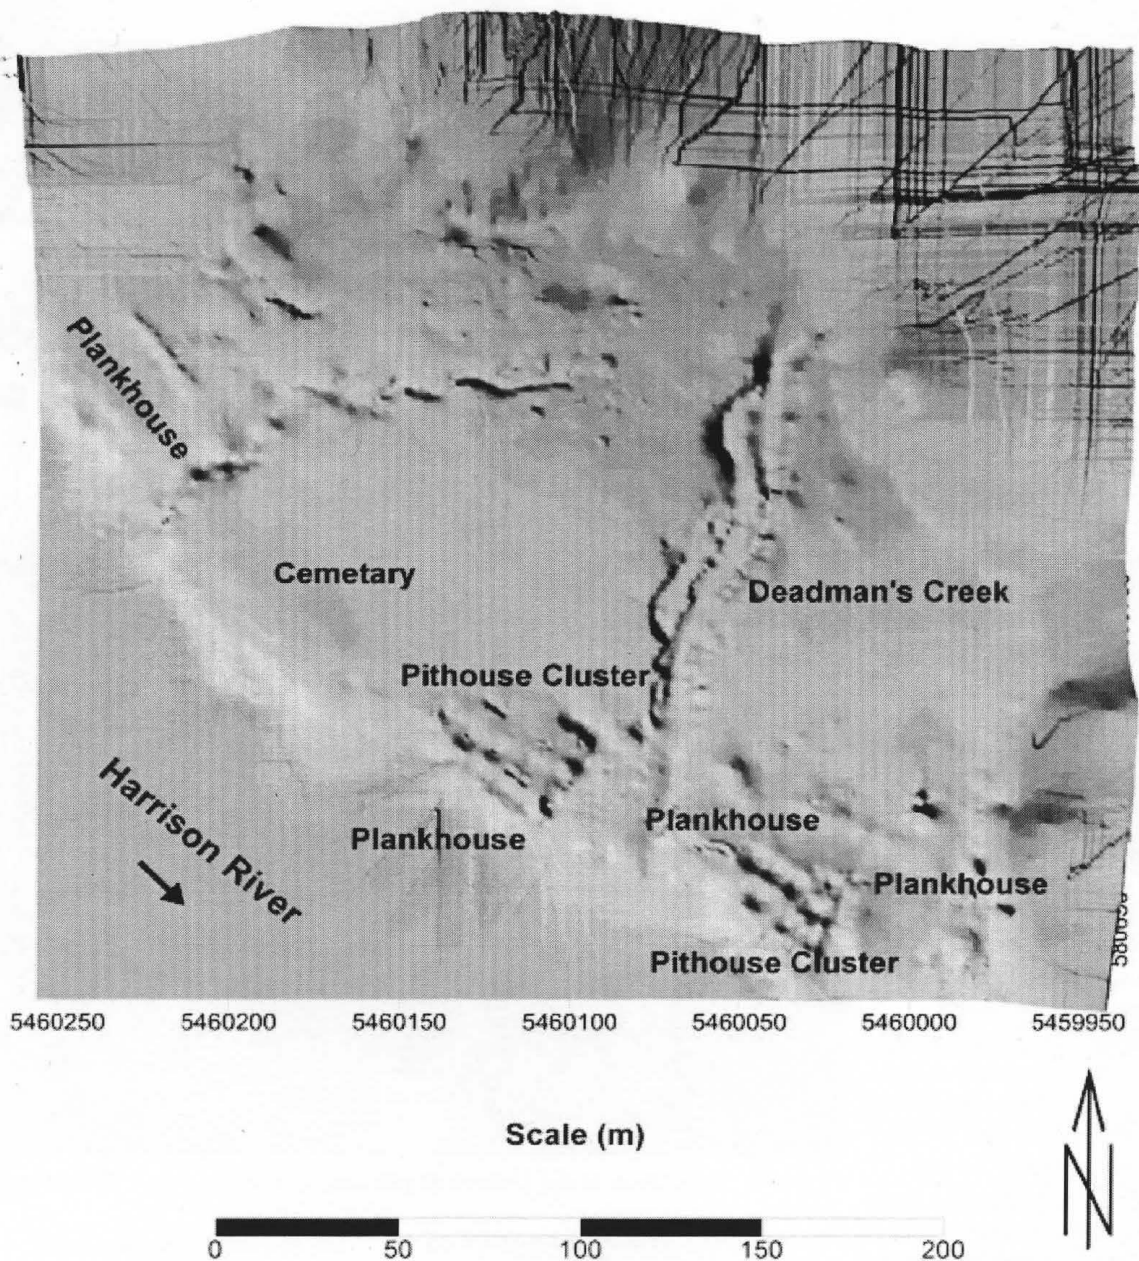 Plankhouse
Cemetary
Deadman's Creek
Pithouse Cluster
Harrison River
Plankhouse
Plankhouse
Plankhouse
Pithouse Cluster
5460250 5460200 5460150 5460100 5460050 5460000 5459950
Scale (m)
N
0 50 100 150 200